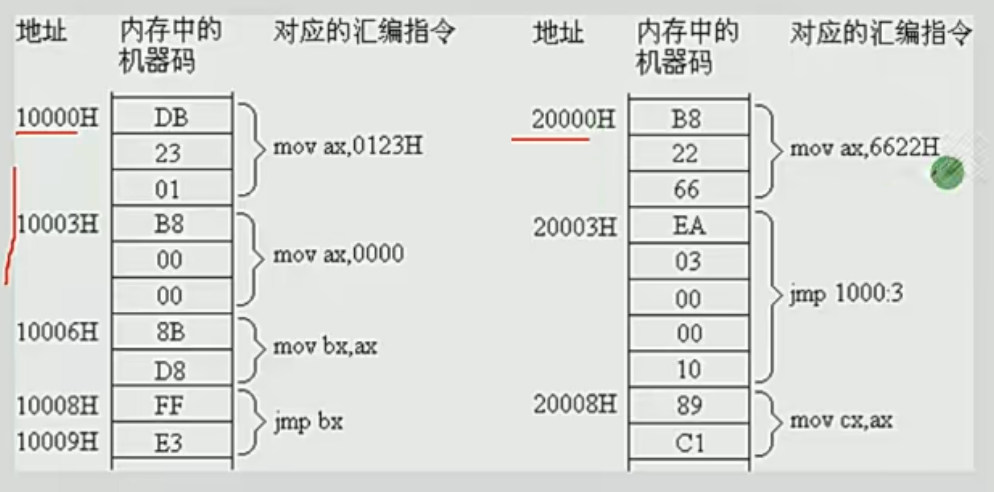 地址 内存中的 对应的汇编指令 地址 内存中的 对应的汇编指令
机器码 机器码
10000H DB 20000H B8
mov ax,0123H mov ax,6622H
23 22
01 66
10003H B8 20003H EA
mov ax,0000
00 03
00 00
jmp 1000:3
10006H 8B 00
mov bx,ax
D8 10
10008H FF 20008H 89
jmp bx mov cx,ax
10009H E3 C1